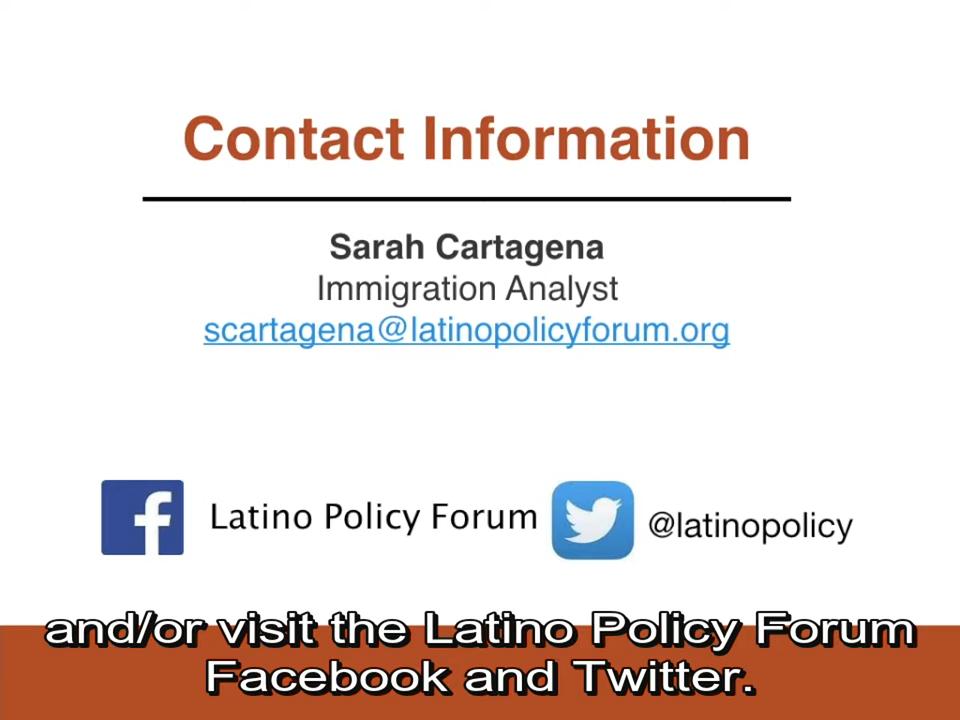 Contact Information
Sarah Cartagena
Immigration Analyst
scartagena@latinopolicyforum.org
Latino Policy Forum
@latinopolicy
and/or visit the Latino Policy Forum
Facebook and Twitter.